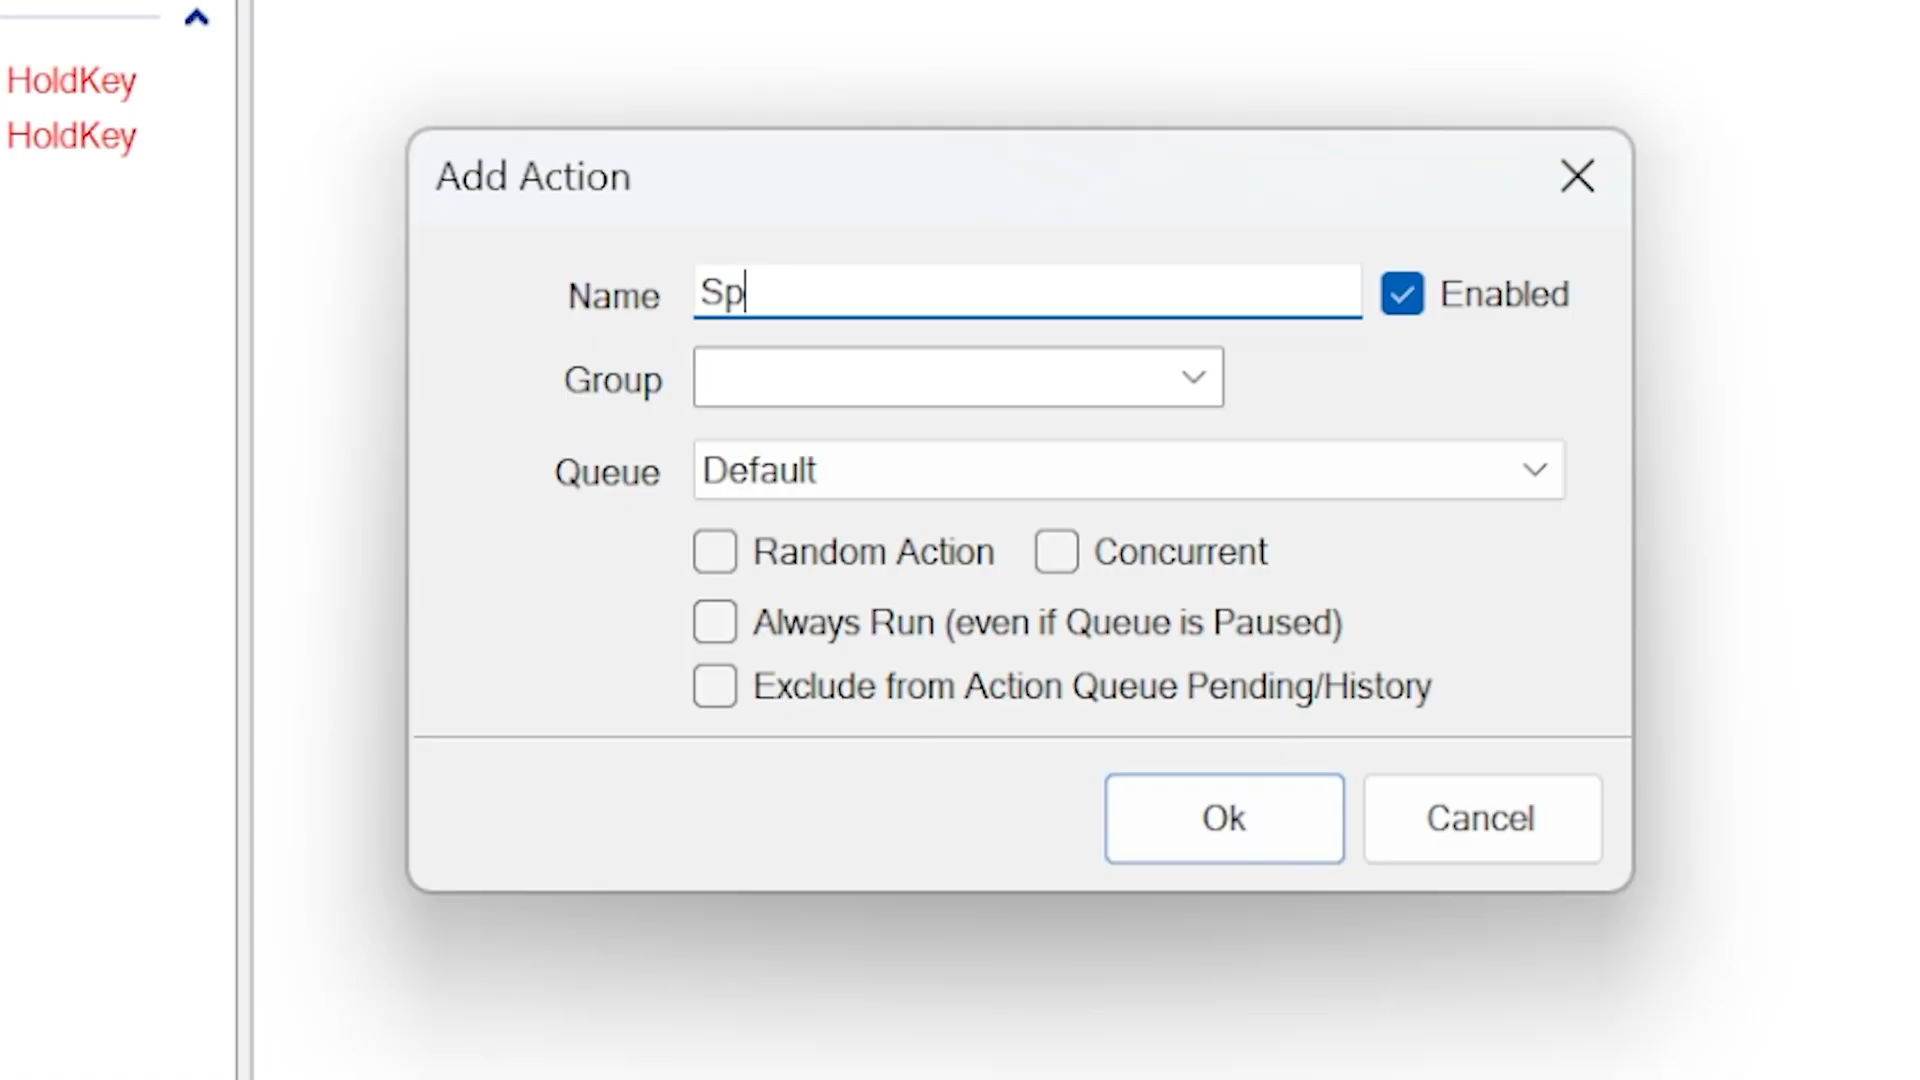 HoldKey
HoldKey
Add Action
Name Sp Enabled
Group
Queue Default
Random Action Concurrent
Always Run (even if Queue is Paused)
Exclude from Action Queue Pending/History
Ok Cancel